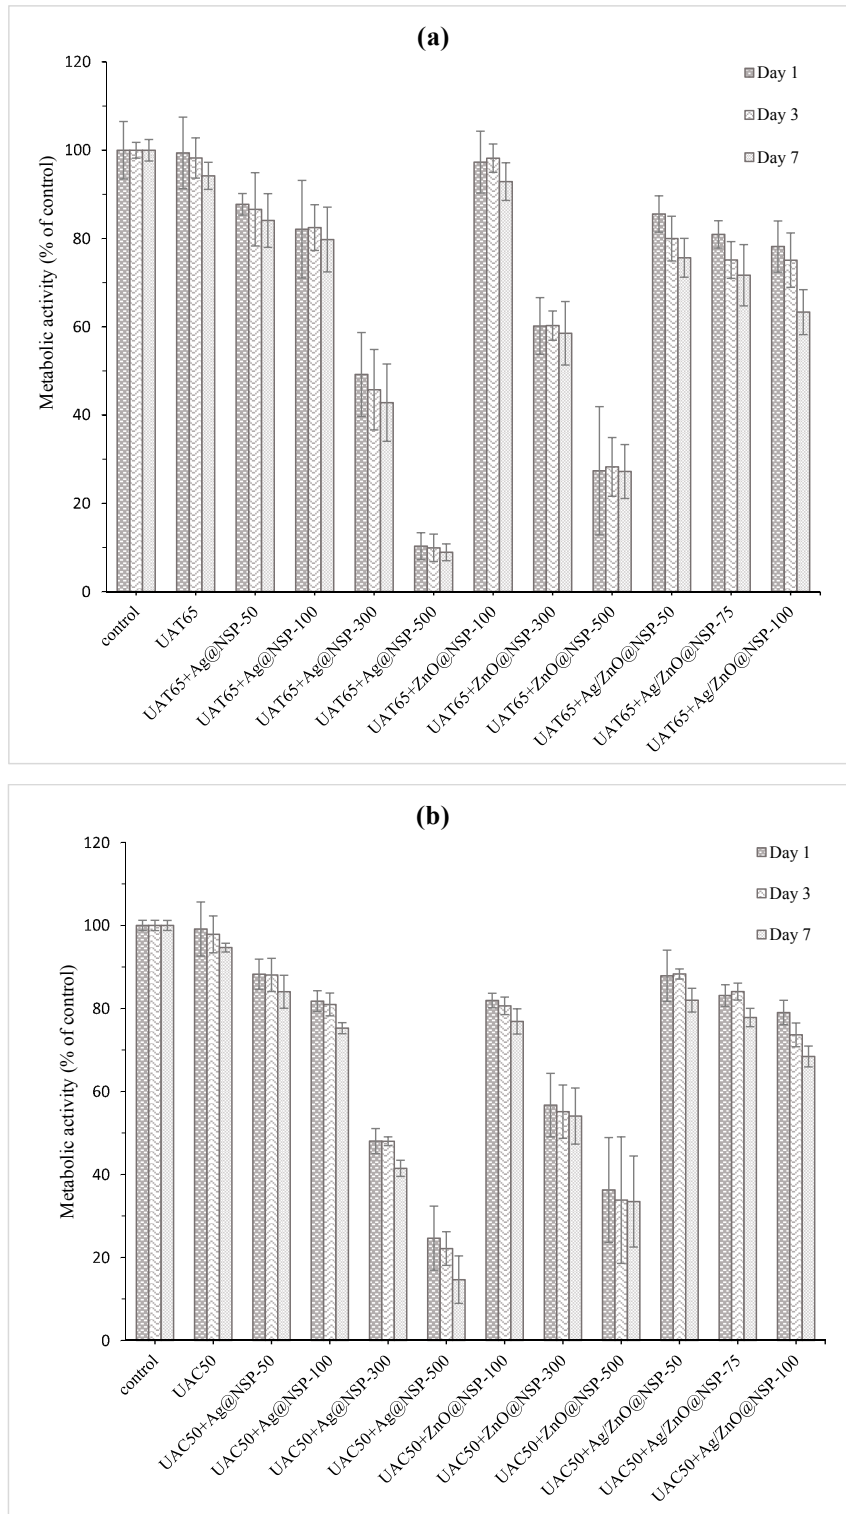 (a)
120
100
80
60
40
20
0
Metabolic activity (% of control)
Day 1
Day 3
Day 7
control
UAT65
UAT65+Ag@NSP-50
UAT65+Ag@NSP-100
UAT65+Ag@NSP-300
UAT65+Ag@NSP-500
UAT65+ZnO@NSP-100
UAT65+ZnO@NSP-300
UAT65+ZnO@NSP-500
UAT65+Ag/ZnO@NSP-50
UAT65+Ag/ZnO@NSP-75
UAT65+Ag/ZnO@NSP-100
(b)
120
100
80
60
40
20
0
Metabolic activity (% of control)
Day 1
Day 3
Day 7
control
UAC50
UAC50+Ag@NSP-50
UAC50+Ag@NSP-100
UAC50+Ag@NSP-300
UAC50+Ag@NSP-500
UAC50+ZnO@NSP-100
UAC50+ZnO@NSP-300
UAC50+ZnO@NSP-500
UAC50+Ag/ZnO@NSP-50
UAC50+Ag/ZnO@NSP-75
UAC50+Ag/ZnO@NSP-100